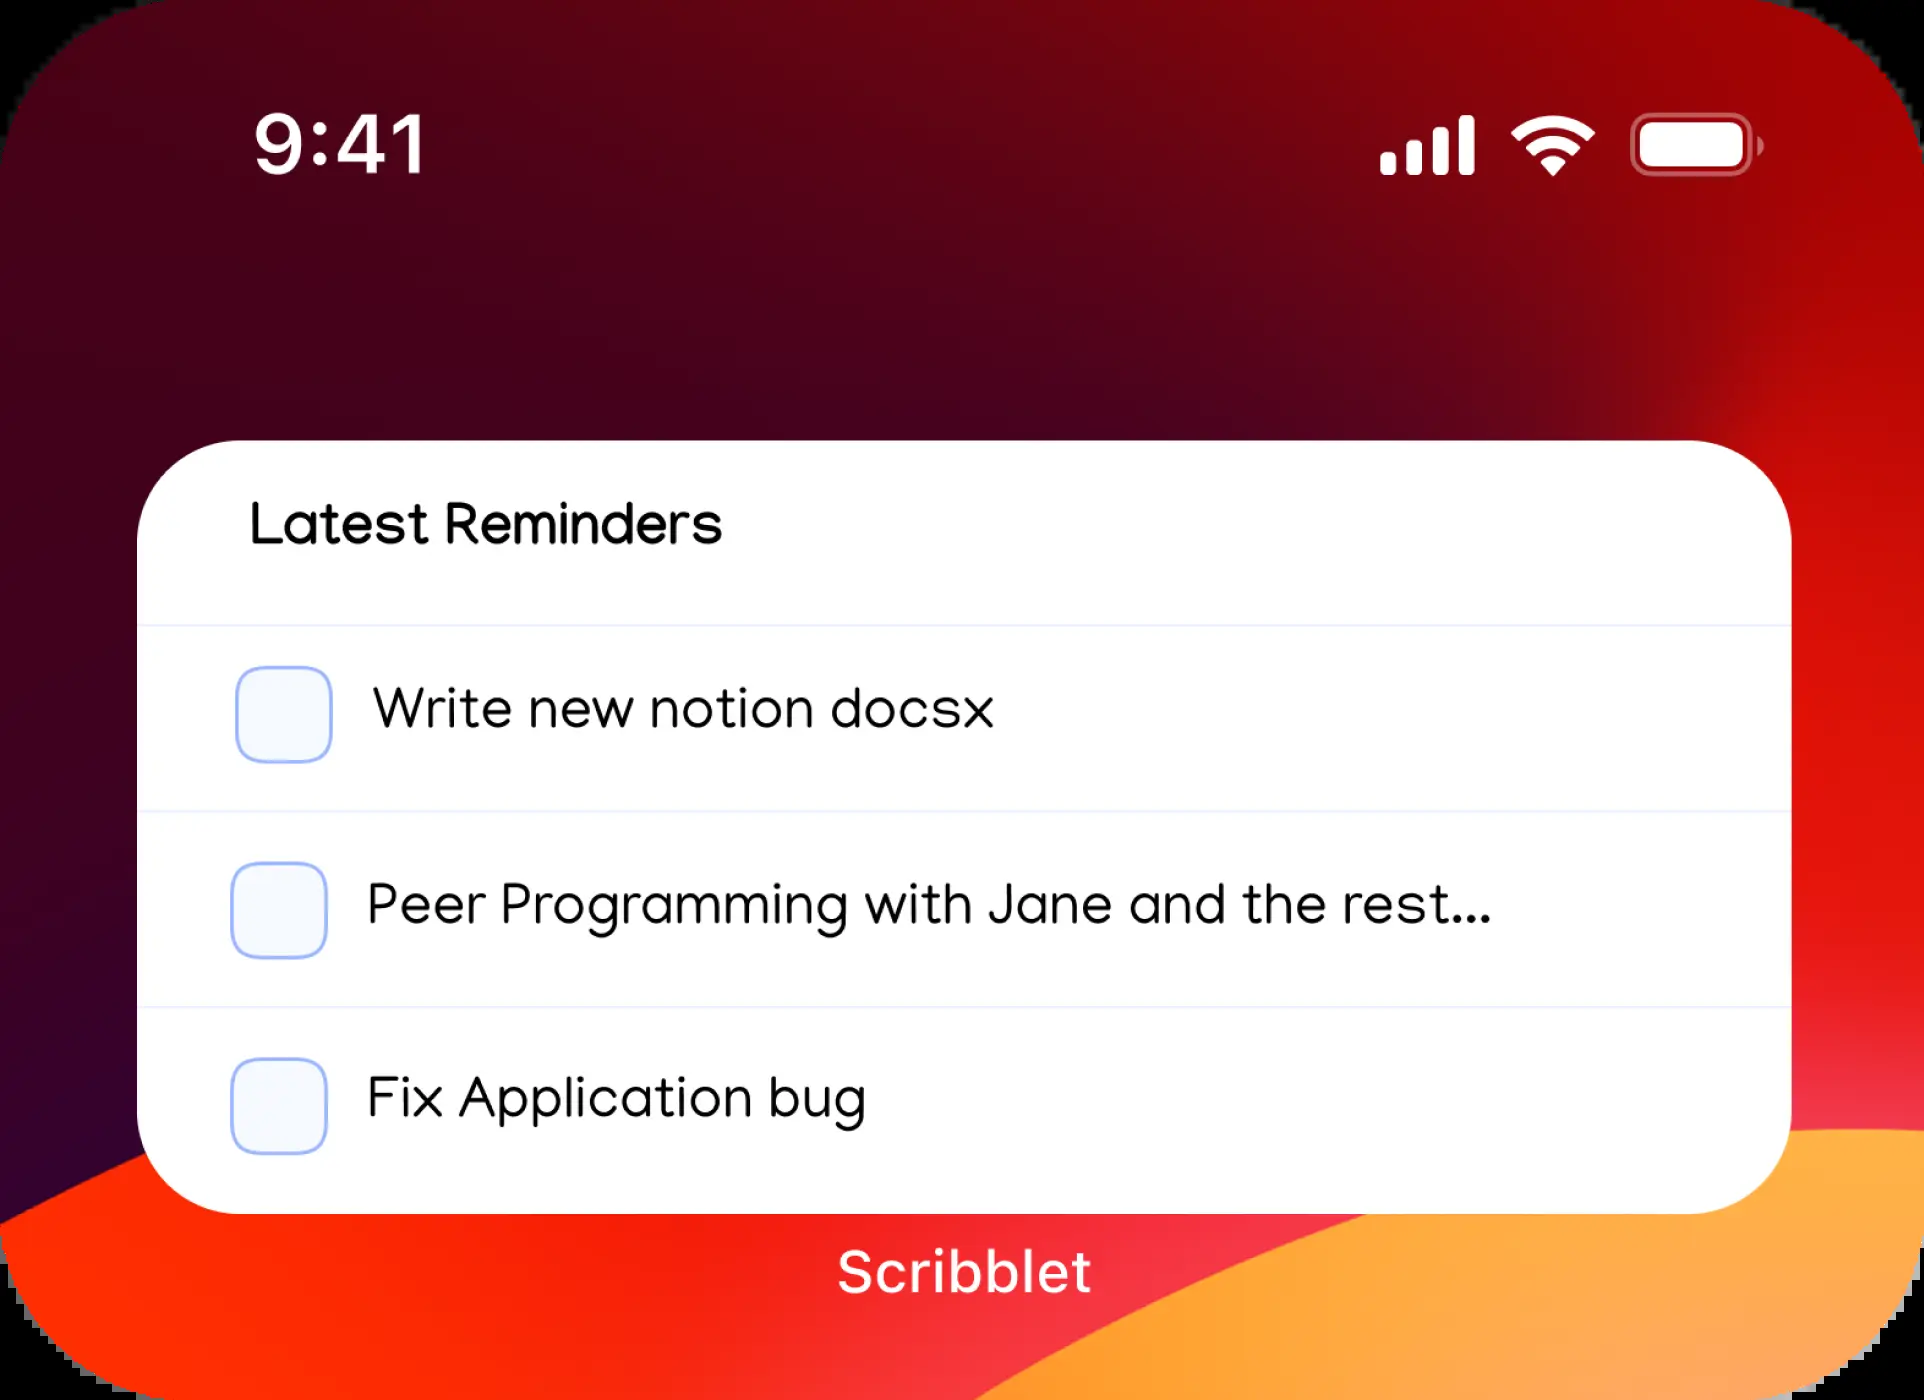 9:41
Latest Reminders
Write new notion docsx
Peer Programming with Jane and the rest...
Fix Application bug
Scribblet